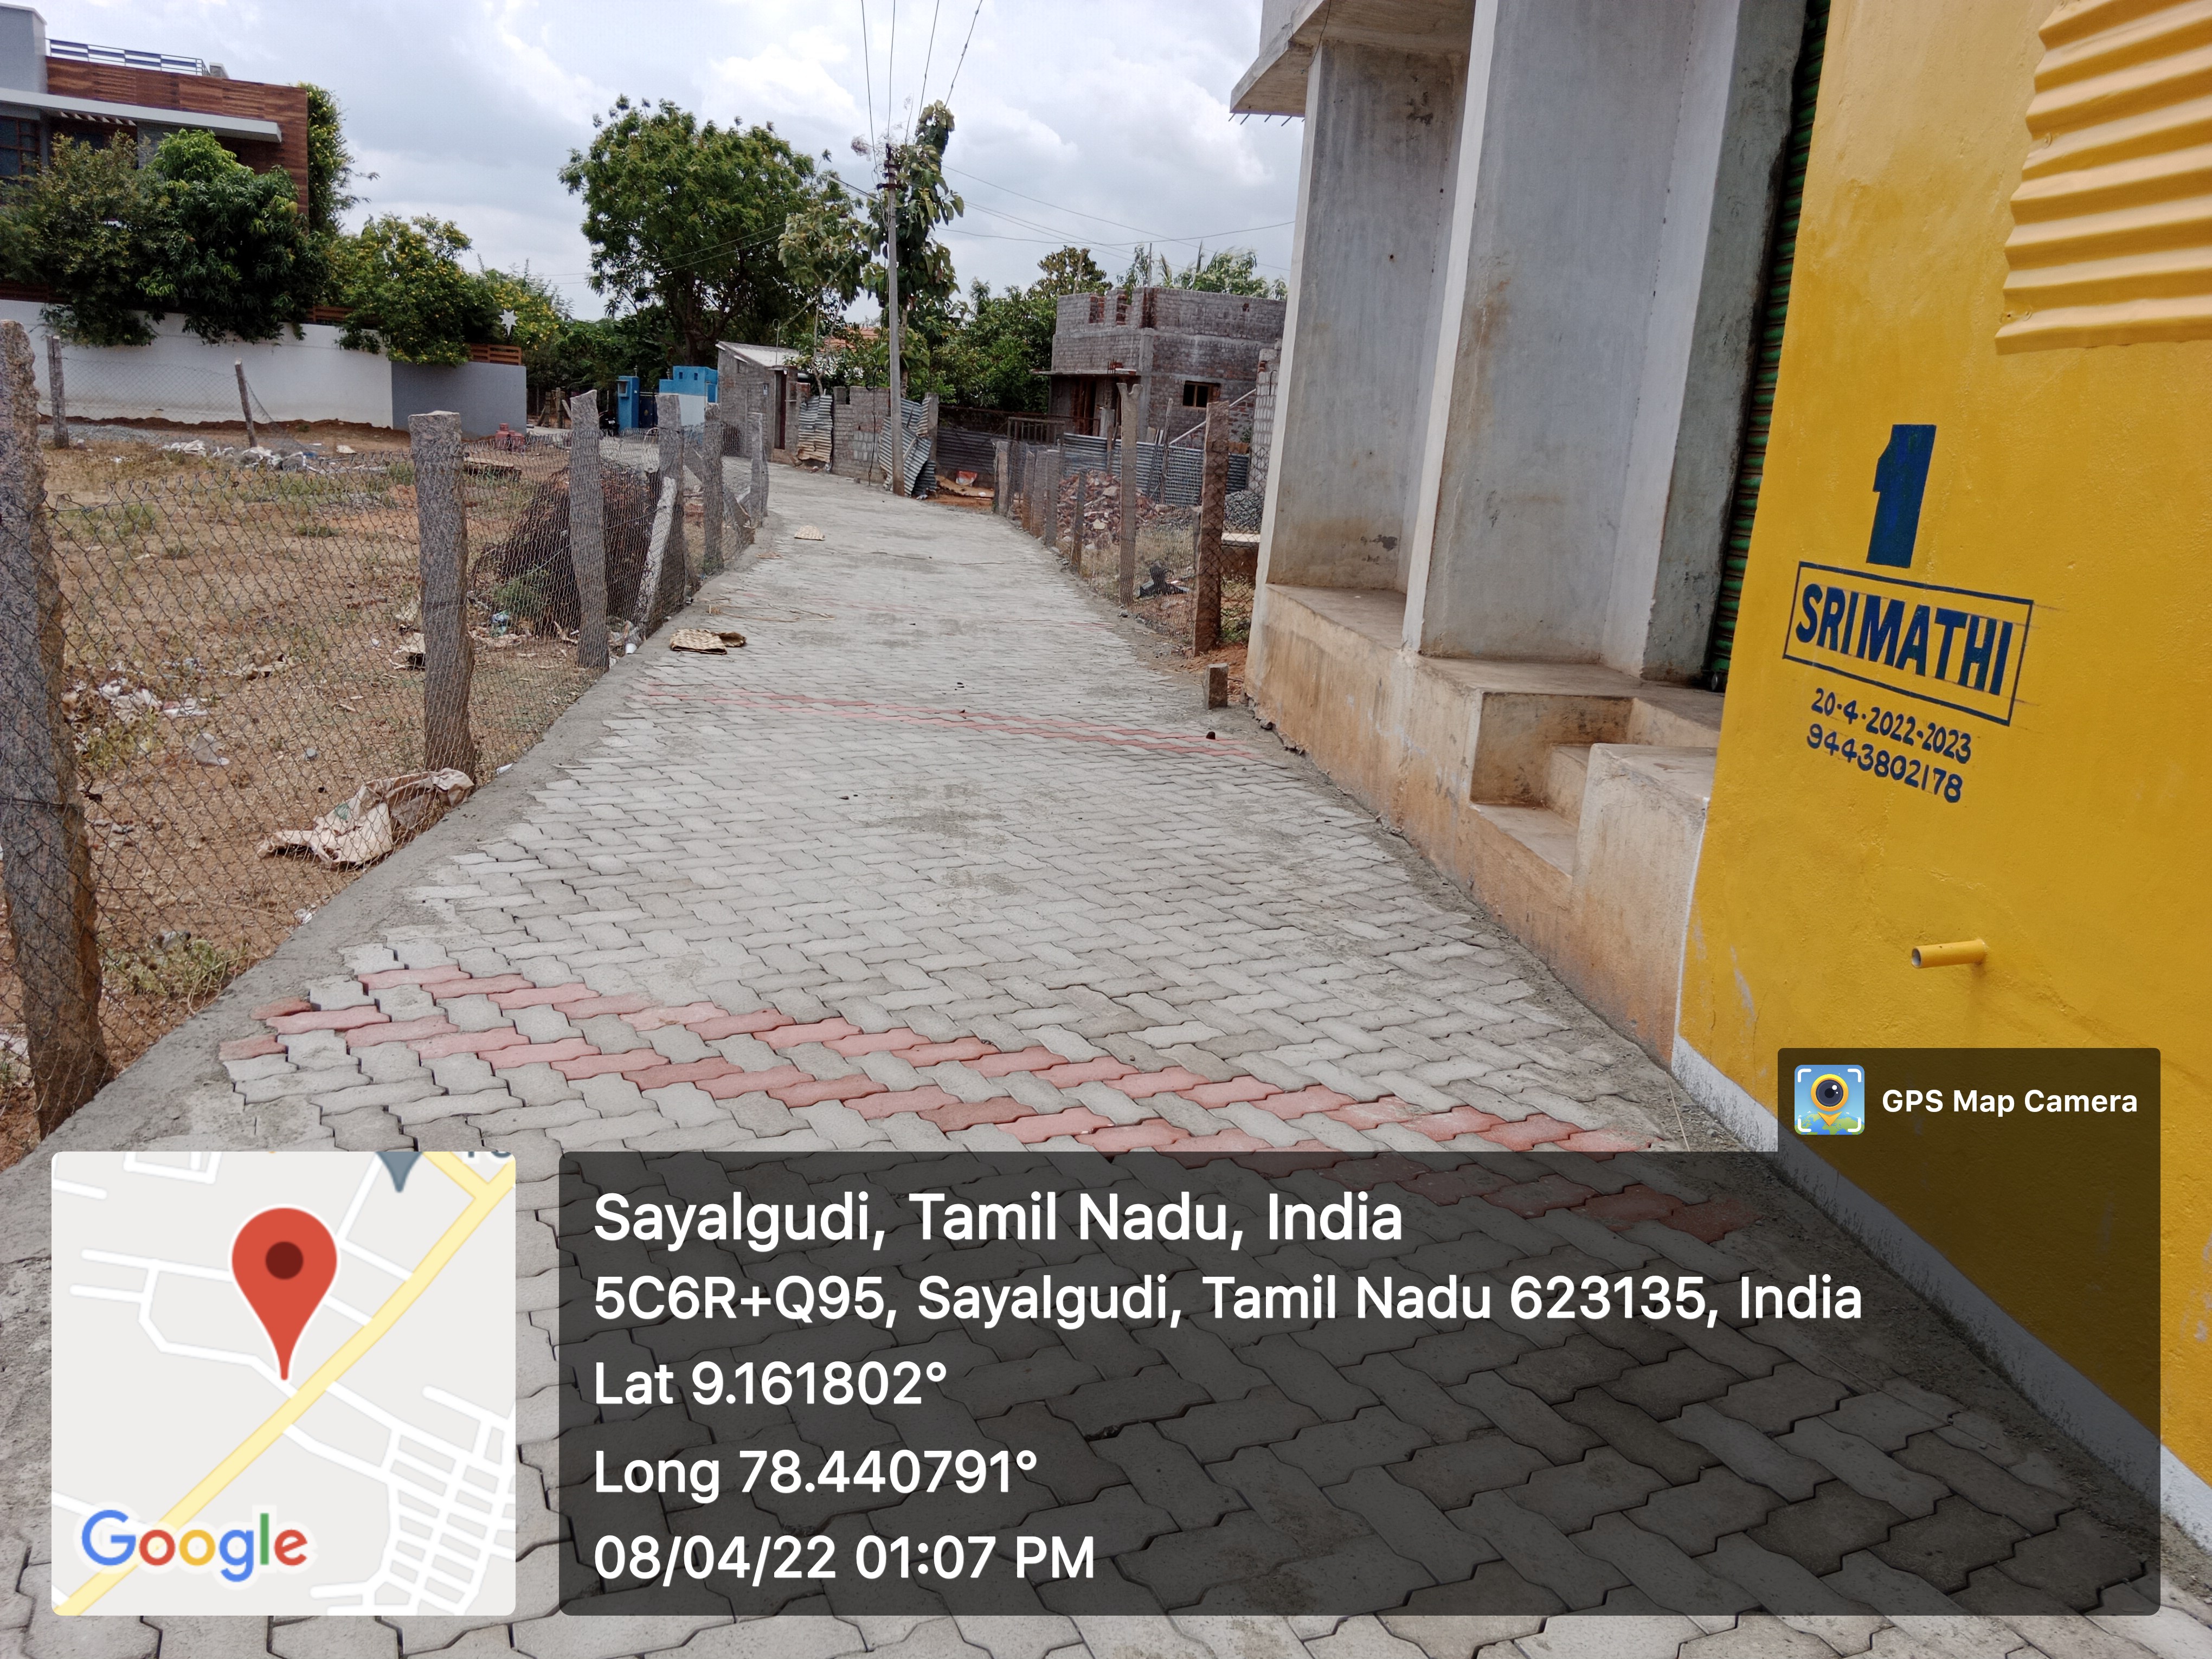 1
SRIMATHI
20-4-2022-2023
9443802178
GPS Map Camera
Sayalgudi, Tamil Nadu, India
5C6R+Q95, Sayalgudi, Tamil Nadu 623135, India
Lat 9.161802°
Long 78.440791°
08/04/22 01:07 PM
Google